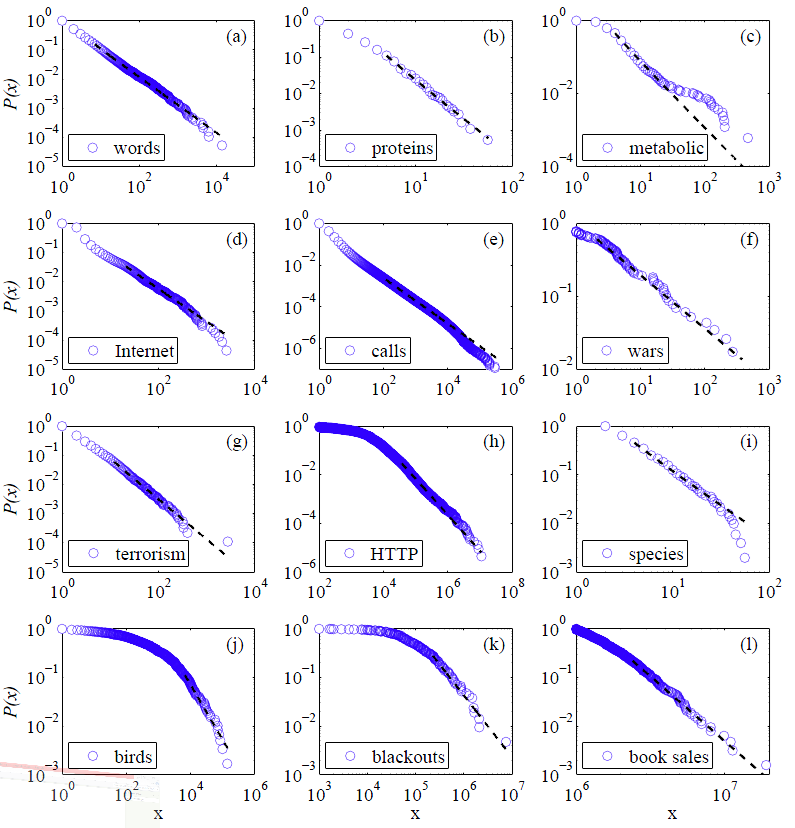 10^0 (a) 10^0 (b) 10^0 (c)
10^-1 10^-1
10^-2 10^-1
P(x) 10^-2 10^-2
10^-3 10^-3
10^-4 10^-3
10^-5 words 10^-4 proteins 10^-4 metabolic
10^0 10^2 10^4 10^0 10^1 10^2 10^0 10^1 10^2 10^3
10^0 (d) 10^0 (e) 10^0 (f)
10^-1
10^-2 10^-2
P(x) 10^-1
10^-3 10^-4
10^-4 10^-6
10^-5 Internet calls 10^-2 wars
10^0 10^2 10^4 10^0 10^2 10^4 10^6 10^0 10^1 10^2 10^3
10^0 (g) 10^0 (h) 10^0 (i)
10^-1
10^-2 10^-2 10^-1
P(x)
10^-3 10^-4 10^-2
10^-4
10^-5 terrorism 10^-6 HTTP 10^-3 species
10^0 10^2 10^4 10^2 10^4 10^6 10^8 10^0 10^1 10^2
10^0 (j) 10^0 (k) 10^0 (l)
10^-1 10^-1 10^-1
P(x)
10^-2 10^-2 10^-2
10^-3 birds 10^-3 blackouts 10^-3 book sales
10^0 10^2 10^4 10^6 10^3 10^4 10^5 10^6 10^7 10^6 10^7
x x x